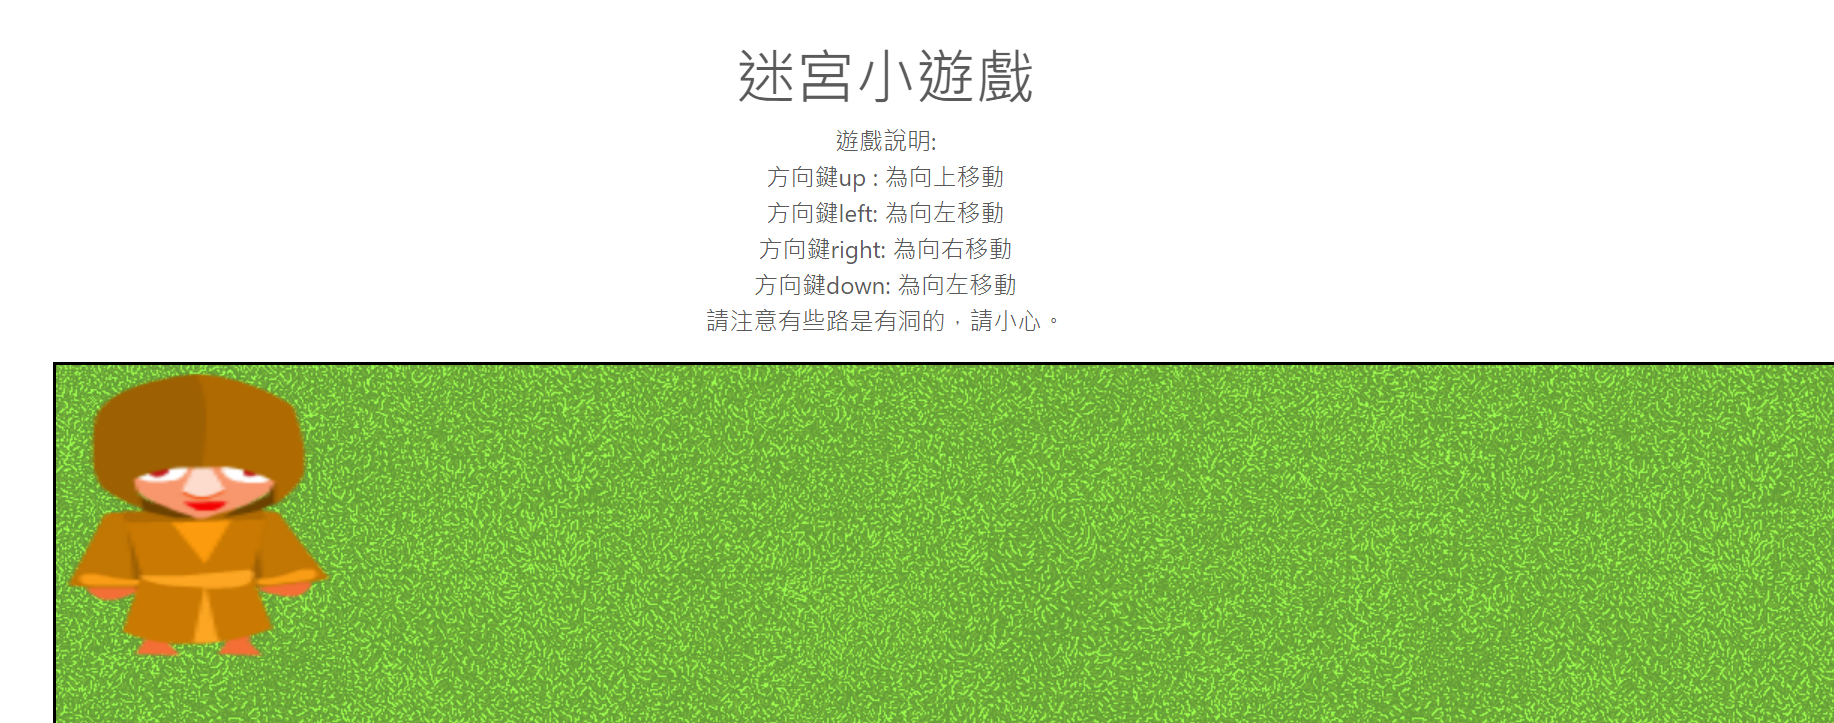 迷宮小遊戲
遊戲說明:
方向鍵up : 為向上移動
方向鍵left: 為向左移動
方向鍵right: 為向右移動
方向鍵down: 為向左移動
請注意有些路是有洞的，請小心。